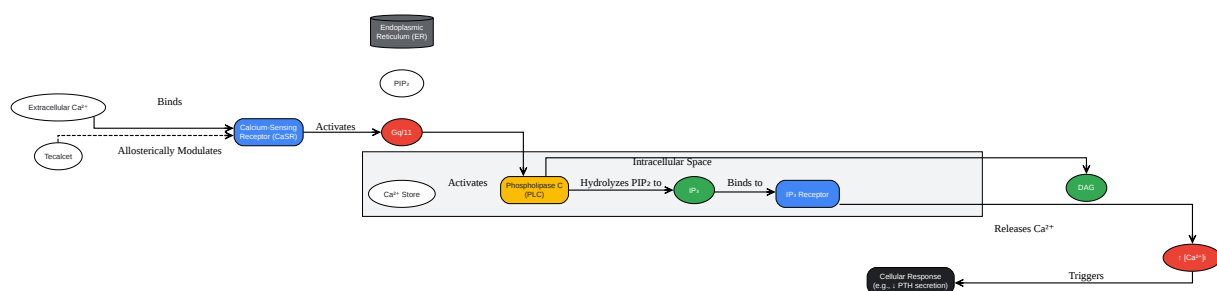 Endoplasmic
Reticulum (ER)
PIP₂
Extracellular Ca²⁺
Binds
Calcium-Sensing
Receptor (CaSR)
Activates
Gq/11
Tecalcet
Allosterically Modulates
Intracellular Space
Ca²⁺ Store
Activates
Phospholipase C
(PLC)
Hydrolyzes PIP₂ to
IP₃
Binds to
IP₃ Receptor
DAG
Releases Ca²⁺
↑ [Ca²⁺]i
Triggers
Cellular Response
(e.g., ↓ PTH secretion)